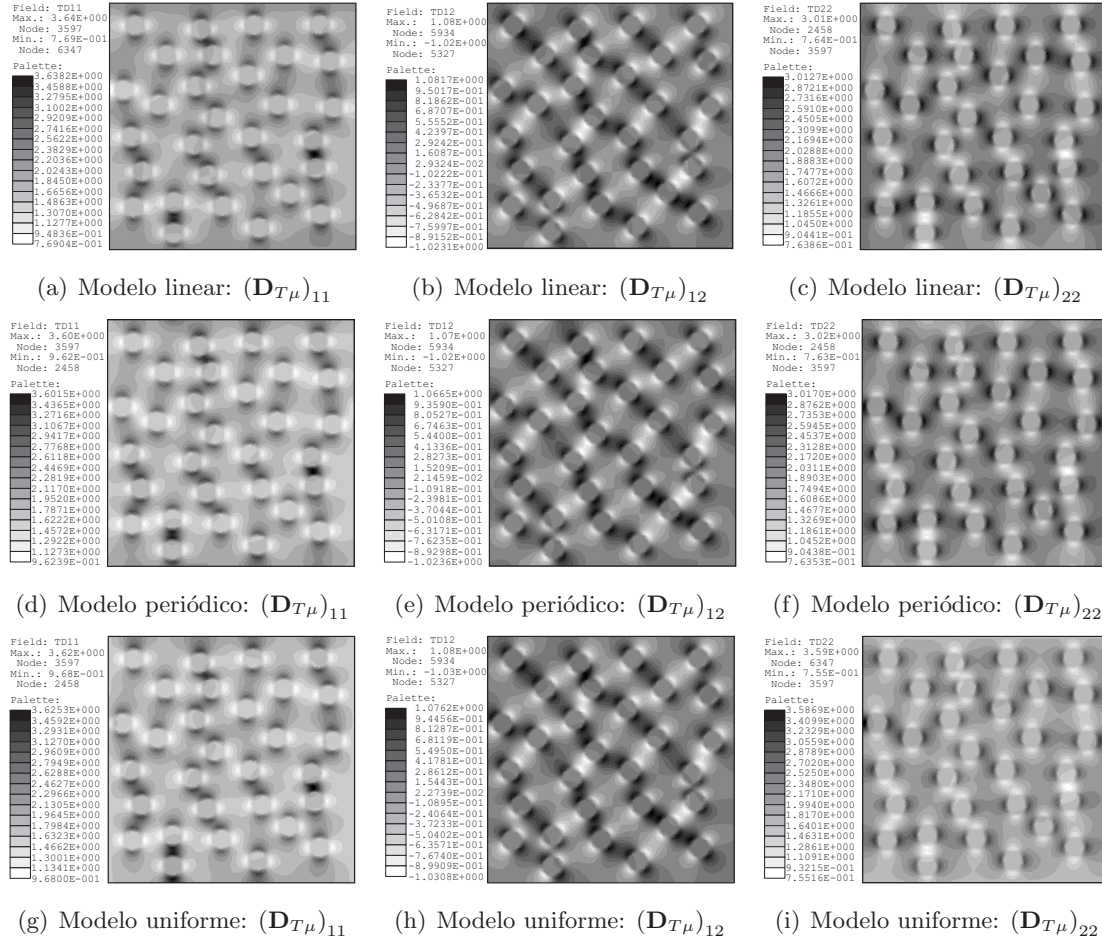 Field: TD11
Max.: 3.64E+000
Node: 3597
Min.: 7.69E-001
Node: 6347
Palette:
3.6382E+000
3.4588E+000
3.2795E+000
3.1002E+000
2.9209E+000
2.7416E+000
2.5622E+000
2.3829E+000
2.2036E+000
2.0243E+000
1.8450E+000
1.6656E+000
1.4863E+000
1.3070E+000
1.1277E+000
9.4836E-001
7.6904E-001
Field: TD12
Max.: 1.08E+000
Node: 5934
Min.: -1.02E+000
Node: 5327
Palette:
1.0817E+000
9.5017E-001
8.1862E-001
6.8707E-001
5.5552E-001
4.2397E-001
2.9242E-001
1.6087E-001
2.9324E-002
-1.0222E-001
-2.3377E-001
-3.6532E-001
-4.9687E-001
-6.2842E-001
-7.5997E-001
-8.9152E-001
-1.0231E+000
Field: TD22
Max.: 3.01E+000
Node: 2458
Min.: 7.64E-001
Node: 3597
Palette:
3.0127E+000
2.8721E+000
2.7316E+000
2.5910E+000
2.4505E+000
2.3099E+000
2.1694E+000
2.0288E+000
1.8883E+000
1.7477E+000
1.6072E+000
1.4666E+000
1.3261E+000
1.1855E+000
1.0450E+000
9.0441E-001
7.6386E-001
(a) Modelo linear: (D_{Tμ})_{11}
(b) Modelo linear: (D_{Tμ})_{12}
(c) Modelo linear: (D_{Tμ})_{22}
Field: TD11
Max.: 3.60E+000
Node: 3597
Min.: 9.62E-001
Node: 2458
Palette:
3.6015E+000
3.4365E+000
3.2716E+000
3.1067E+000
2.9417E+000
2.7768E+000
2.6118E+000
2.4469E+000
2.2819E+000
2.1170E+000
1.9520E+000
1.7871E+000
1.6222E+000
1.4572E+000
1.2922E+000
1.1273E+000
9.6239E-001
Field: TD12
Max.: 1.07E+000
Node: 5934
Min.: -1.02E+000
Node: 5327
Palette:
1.0665E+000
9.3590E-001
8.0527E-001
6.7463E-001
5.4400E-001
4.1336E-001
2.8273E-001
1.5209E-001
2.1459E-002
-1.0918E-001
-2.3981E-001
-3.7044E-001
-5.0108E-001
-6.3171E-001
-7.6235E-001
-8.9298E-001
-1.0236E+000
Field: TD22
Max.: 3.02E+000
Node: 2458
Min.: 7.63E-001
Node: 3597
Palette:
3.0170E+000
2.8762E+000
2.7353E+000
2.5945E+000
2.4537E+000
2.3128E+000
2.1720E+000
2.0311E+000
1.8903E+000
1.7494E+000
1.6086E+000
1.4677E+000
1.3269E+000
1.1861E+000
1.0452E+000
9.0438E-001
7.6353E-001
(d) Modelo periódico: (D_{Tμ})_{11}
(e) Modelo periódico: (D_{Tμ})_{12}
(f) Modelo periódico: (D_{Tμ})_{22}
Field: TD11
Max.: 3.62E+000
Node: 3597
Min.: 9.68E-001
Node: 2458
Palette:
3.6253E+000
3.4592E+000
3.2931E+000
3.1270E+000
2.9609E+000
2.7949E+000
2.6288E+000
2.4627E+000
2.2966E+000
2.1305E+000
1.9645E+000
1.7984E+000
1.6323E+000
1.4662E+000
1.3001E+000
1.1341E+000
9.6800E-001
Field: TD12
Max.: 1.08E+000
Node: 5934
Min.: -1.03E+000
Node: 5327
Palette:
1.0762E+000
9.4456E-001
8.1287E-001
6.8119E-001
5.4950E-001
4.1781E-001
2.8612E-001
1.5443E-001
2.2739E-002
-1.0895E-001
-2.4064E-001
-3.7233E-001
-5.0402E-001
-6.3571E-001
-7.6740E-001
-8.9909E-001
-1.0308E+000
Field: TD22
Max.: 3.59E+000
Node: 6347
Min.: 7.55E-001
Node: 3597
Palette:
3.5869E+000
3.4099E+000
3.2329E+000
3.0559E+000
2.8789E+000
2.7020E+000
2.5250E+000
2.3480E+000
2.1710E+000
1.9940E+000
1.8170E+000
1.6401E+000
1.4631E+000
1.2861E+000
1.1091E+000
9.3215E-001
7.5516E-001
(g) Modelo uniforme: (D_{Tμ})_{11}
(h) Modelo uniforme: (D_{Tμ})_{12}
(i) Modelo uniforme: (D_{Tμ})_{22}